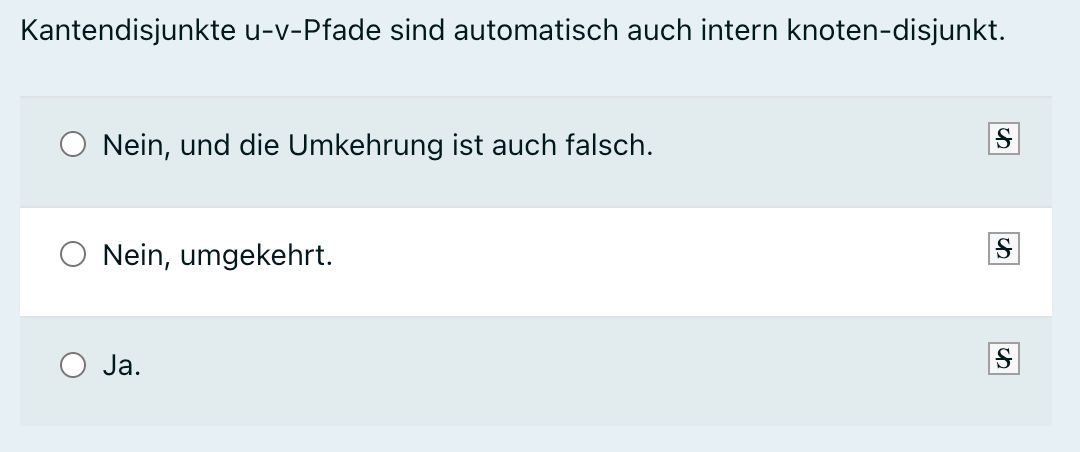 Kantendisjunkte u-v-Pfade sind automatisch auch intern knoten-disjunkt.
Nein, und die Umkehrung ist auch falsch.
S
Nein, umgekehrt.
S
Ja.
S